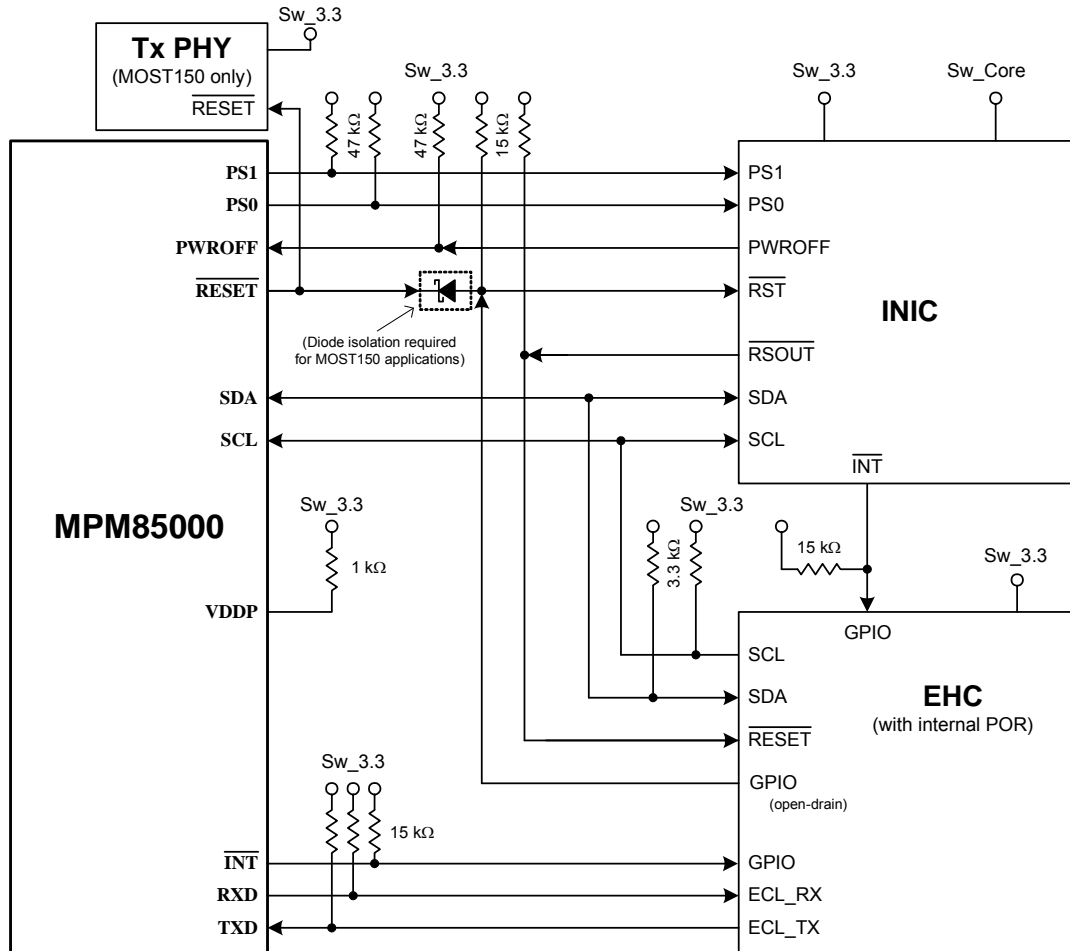 Sw_3.3
Tx PHY
(MOST150 only)
RESET
Sw_3.3
Sw_3.3
Sw_Core
47 kΩ
47 kΩ
15 kΩ
MPM85000
PS1
PS0
PWROFF
RESET
SDA
SCL
VDDP
INT
RXD
TXD
(Diode isolation required
for MOST150 applications)
INIC
PS1
PS0
PWROFF
RST
RSOUT
SDA
SCL
INT
Sw_3.3
1 kΩ
Sw_3.3
3.3 kΩ
15 kΩ
Sw_3.3
GPIO
EHC
(with internal POR)
SCL
SDA
RESET
GPIO
(open-drain)
GPIO
ECL_RX
ECL_TX
Sw_3.3
15 kΩ